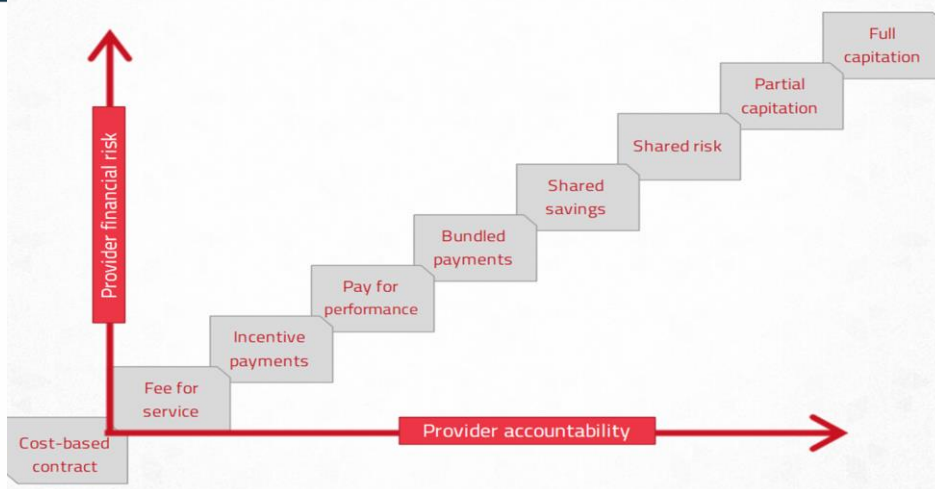 Full
capitation
Partial
capitation
Shared risk
Shared
savings
Bundled
payments
Pay for
performance
Incentive
payments
Fee for
service
Cost-based
contract
Provider financial risk
Provider accountability